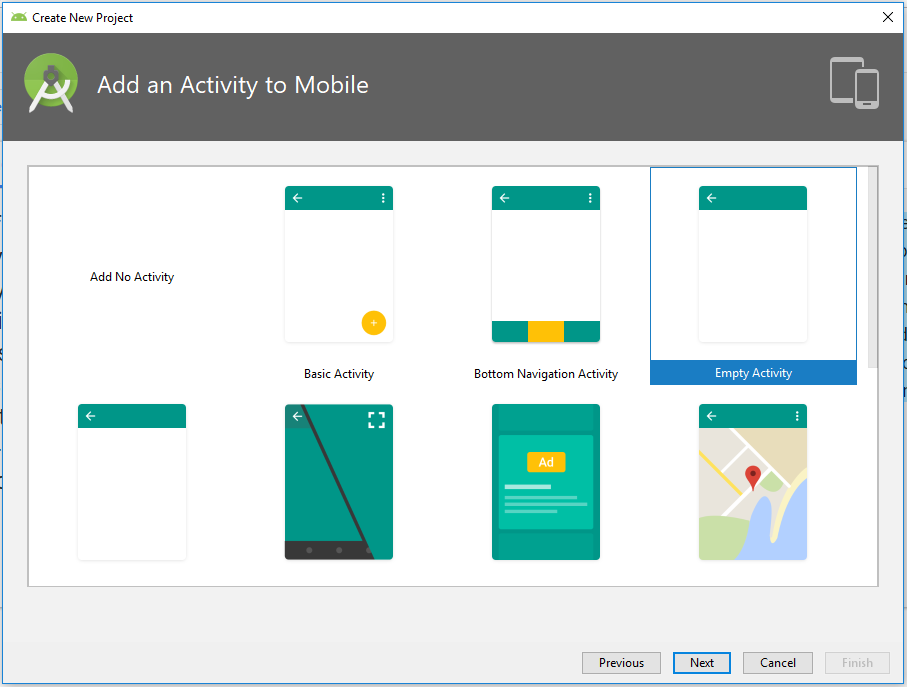 Create New Project
Add an Activity to Mobile
Add No Activity
Basic Activity
Bottom Navigation Activity
Empty Activity
Ad
Previous
Next
Cancel
Finish